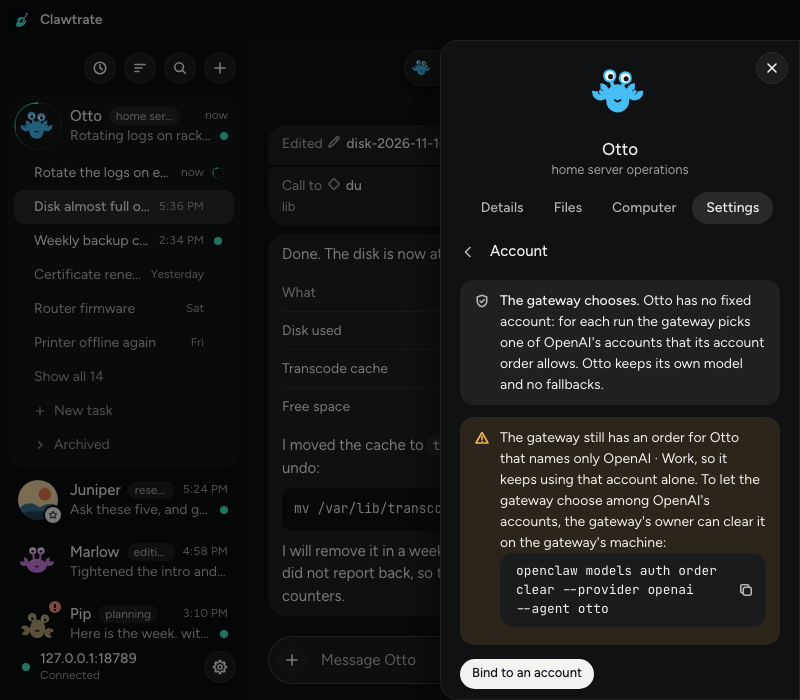 Clawtrate
Otto home ser... now
Rotating logs on rack...
Rotate the logs on e... now
Disk almost full o... 5:36 PM
Weekly backup c... 2:34 PM
Certificate rene... Yesterday
Router firmware Sat
Printer offline again Fri
Show all 14
+ New task
> Archived
Juniper rese... 5:24 PM
Ask these five, and g...
Marlow editi... 4:58 PM
Tightened the intro and...
Pip planning 3:10 PM
Here is the week. wit...
127.0.0.1:18789
Connected
Edited disk-2026-11-1
Call to du
lib
Done. The disk is now at
What
Disk used
Transcode cache
Free space
I moved the cache to
undo:
mv /var/lib/transco
I will remove it in a week
did not report back, so t
counters.
Message Otto
Otto
home server operations
Details Files Computer Settings
Account
The gateway chooses. Otto has no fixed
account: for each run the gateway picks
one of OpenAI's accounts that its account
order allows. Otto keeps its own model
and no fallbacks.
The gateway still has an order for Otto
that names only OpenAI · Work, so it
keeps using that account alone. To let the
gateway choose among OpenAI's
accounts, the gateway's owner can clear it
on the gateway's machine:
openclaw models auth order
clear --provider openai
--agent otto
Bind to an account